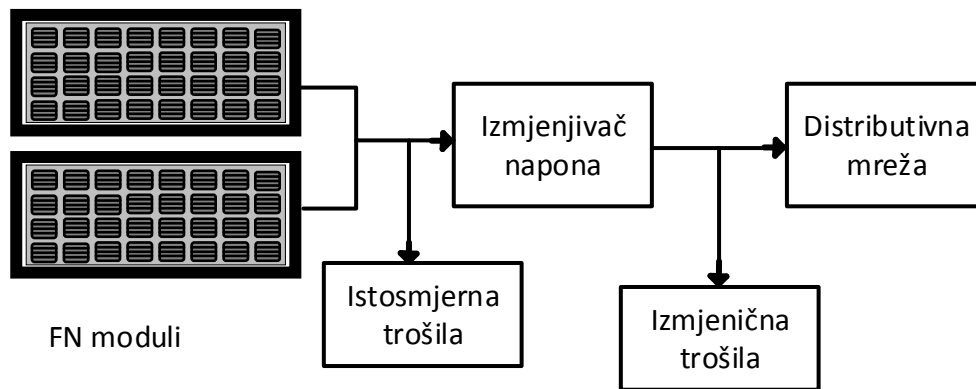 Izmjenjivač
napona
Distributivna
mreža
Istosmjerna
trošila
Izmjenična
trošila
FN moduli